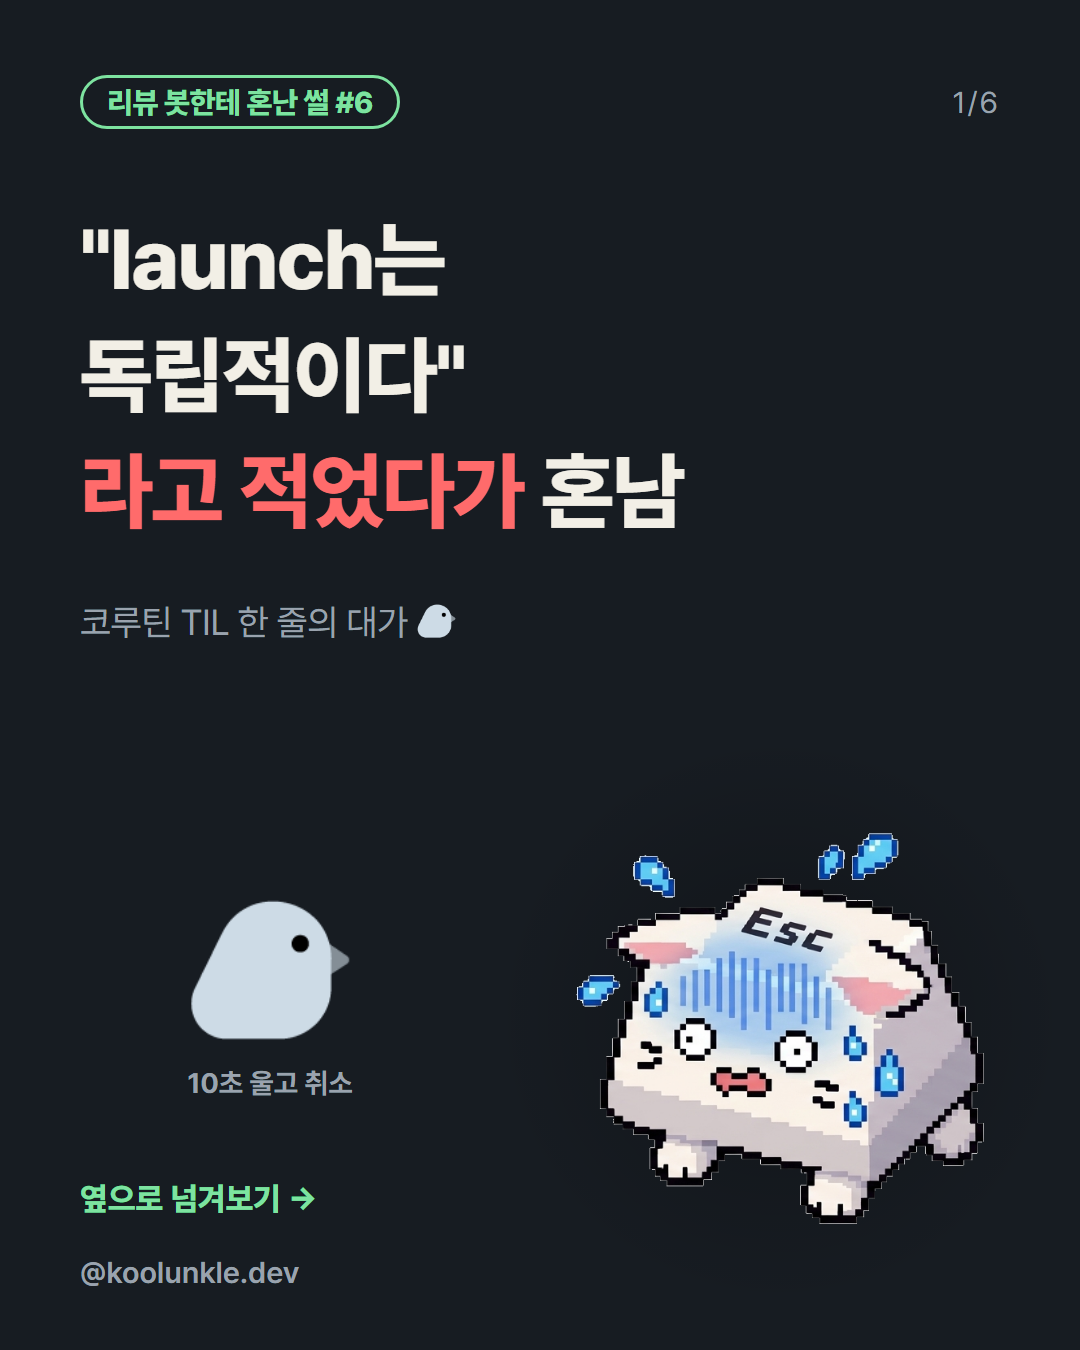 리뷰 봇한테 혼난 썰 #6
1/6
"launch는
독립적이다"
라고 적었다가 혼남
코루틴 TIL 한 줄의 대가
Esc
10초 울고 취소
옆으로 넘겨보기 →
@koolunkle.dev